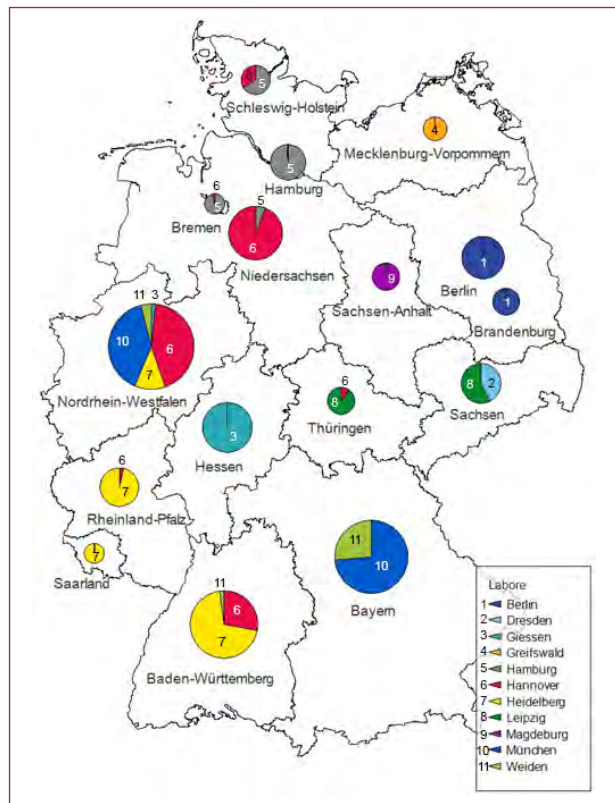 6
5
Schleswig-Holstein
4
Mecklenburg-Vorpommern
5
Hamburg
6
5
Bremen
5
6
Niedersachsen
1
Berlin
1
Brandenburg
9
Sachsen-Anhalt
11 3
10
6
7
Nordrhein-Westfalen
3
Hessen
6
8
Thüringen
8 2
Sachsen
6
7
Rheinland-Pfalz
7
Saarland
11
10
Bayern
11
6
7
Baden-Württemberg
Labore
1 Berlin
2 Dresden
3 Giessen
4 Greifswald
5 Hamburg
6 Hannover
7 Heidelberg
8 Leipzig
9 Magdeburg
10 München
11 Weiden